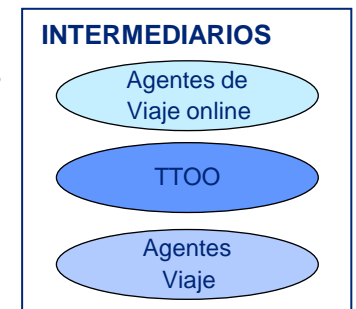 INTERMEDIARIOS
Agentes de
Viaje online
TTOO
Agentes
Viaje